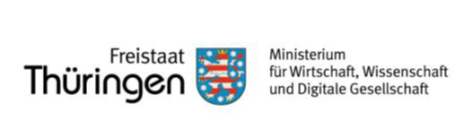 Freistaat
Thüringen
Ministerium
für Wirtschaft, Wissenschaft
und Digitale Gesellschaft